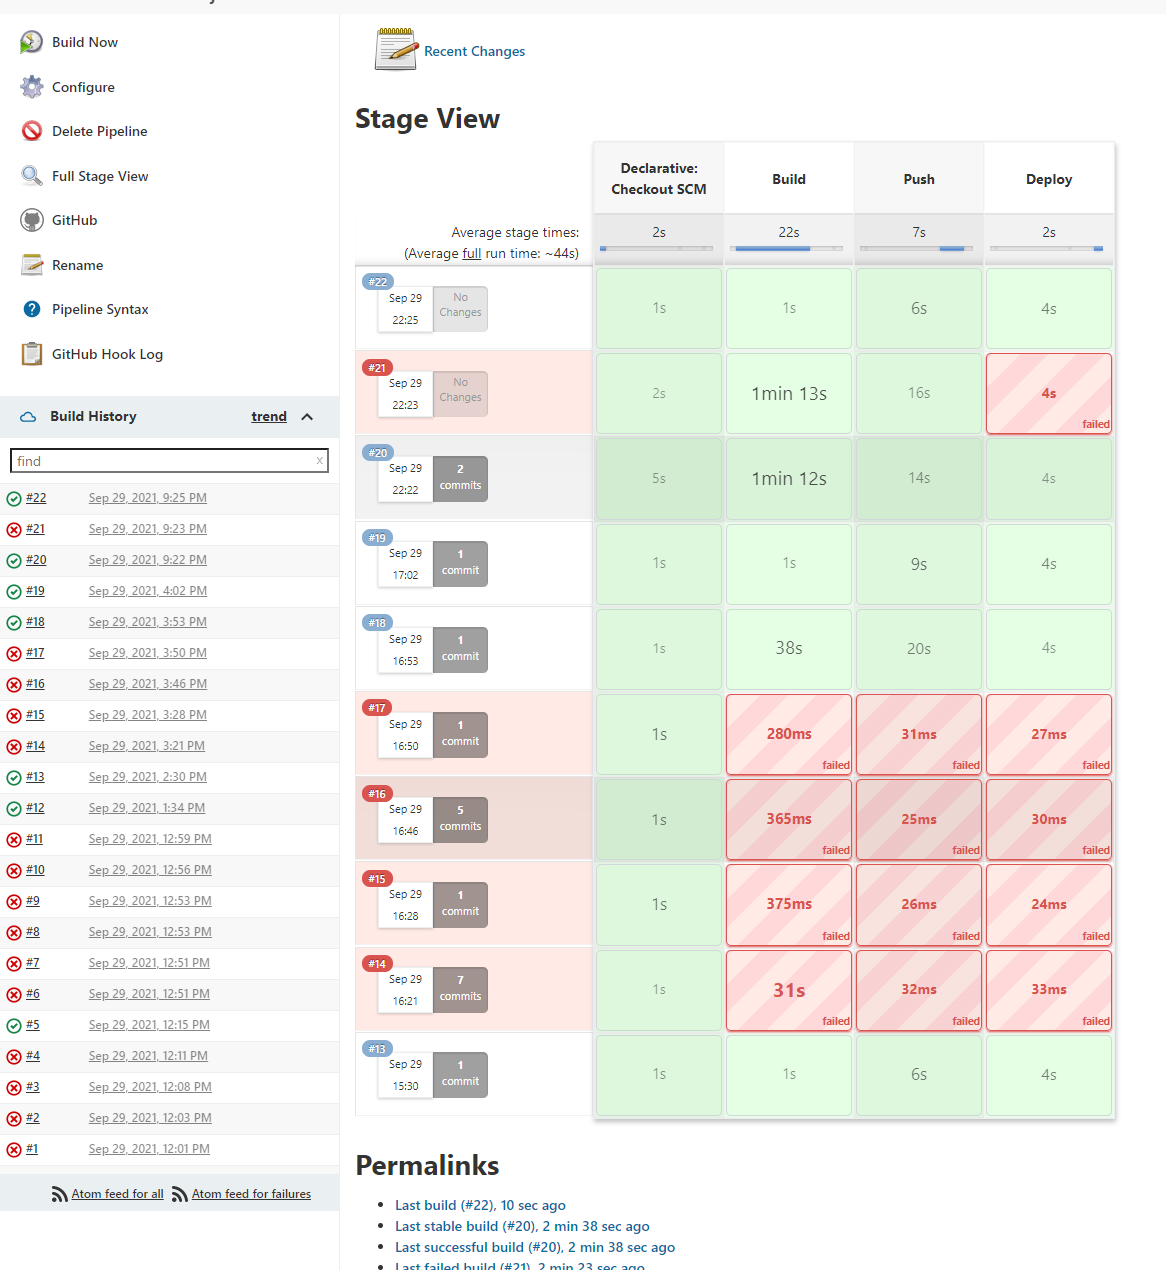 Build Now
Configure
Delete Pipeline
Full Stage View
GitHub
Rename
Pipeline Syntax
GitHub Hook Log
Build History trend
find x
#22 Sep 29, 2021, 9:25 PM
#21 Sep 29, 2021, 9:23 PM
#20 Sep 29, 2021, 9:22 PM
#19 Sep 29, 2021, 4:02 PM
#18 Sep 29, 2021, 3:53 PM
#17 Sep 29, 2021, 3:50 PM
#16 Sep 29, 2021, 3:46 PM
#15 Sep 29, 2021, 3:28 PM
#14 Sep 29, 2021, 3:21 PM
#13 Sep 29, 2021, 2:30 PM
#12 Sep 29, 2021, 1:34 PM
#11 Sep 29, 2021, 12:59 PM
#10 Sep 29, 2021, 12:56 PM
#9 Sep 29, 2021, 12:53 PM
#8 Sep 29, 2021, 12:53 PM
#7 Sep 29, 2021, 12:51 PM
#6 Sep 29, 2021, 12:51 PM
#5 Sep 29, 2021, 12:15 PM
#4 Sep 29, 2021, 12:11 PM
#3 Sep 29, 2021, 12:08 PM
#2 Sep 29, 2021, 12:03 PM
#1 Sep 29, 2021, 12:01 PM
Atom feed for all Atom feed for failures
Recent Changes
Stage View
Declarative:
Checkout SCM Build Push Deploy
Average stage times: 2s 22s 7s 2s
(Average full run time: ~44s)
#22
Sep 29 No
22:25 Changes
1s 1s 6s 4s
#21
Sep 29 No
22:23 Changes
2s 1min 13s 16s 4s
failed
#20
Sep 29 2
22:22 commits
5s 1min 12s 14s 4s
#19
Sep 29 1
17:02 commit
1s 1s 9s 4s
#18
Sep 29 1
16:53 commit
1s 38s 20s 4s
#17
Sep 29 1
16:50 commit
1s 280ms 31ms 27ms
failed failed failed
#16
Sep 29 5
16:46 commits
1s 365ms 25ms 30ms
failed failed failed
#15
Sep 29 1
16:28 commit
1s 375ms 26ms 24ms
failed failed failed
#14
Sep 29 7
16:21 commits
1s 31s 32ms 33ms
failed failed failed
#13
Sep 29 1
15:30 commit
1s 1s 6s 4s
Permalinks
Last build (#22), 10 sec ago
Last stable build (#20), 2 min 38 sec ago
Last successful build (#20), 2 min 38 sec ago
Last failed build (#21), 2 min 23 sec ago